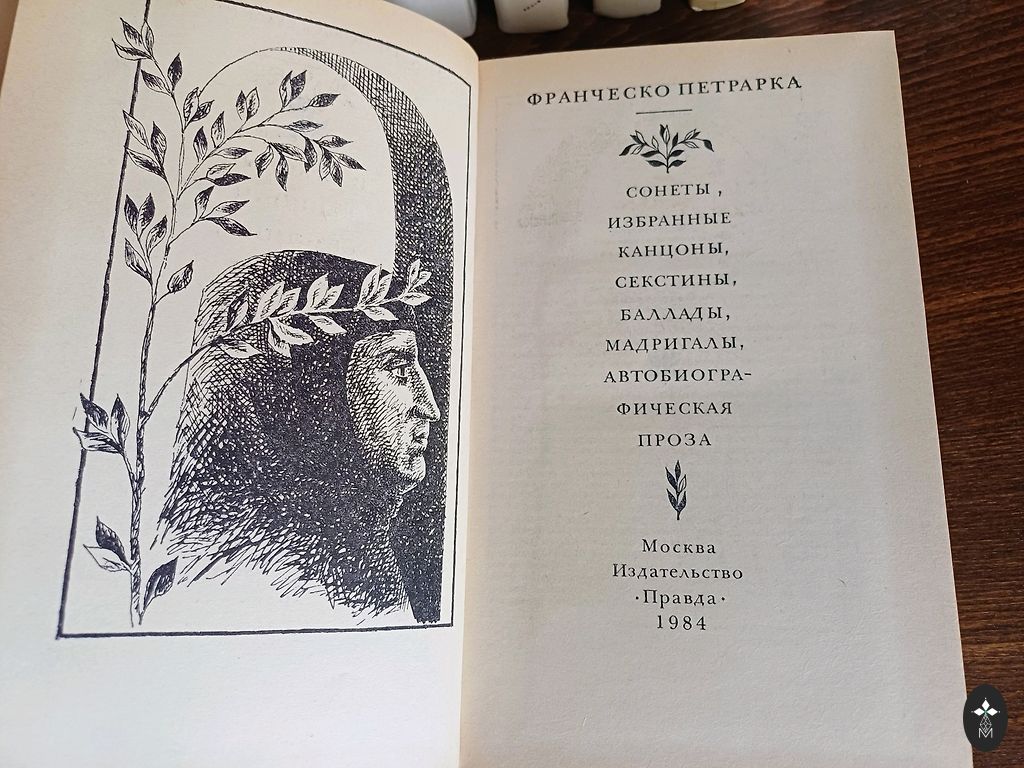 ФРАНЧЕСКО ПЕТРАРКА
СОНЕТЫ,
ИЗБРАННЫЕ
КАНЦОНЫ,
СЕКСТИНЫ,
БАЛЛАДЫ,
МАДРИГАЛЫ,
АВТОБИОГРА-
ФИЧЕСКАЯ
ПРОЗА
Москва
Издательство
·Правда·
1984
M